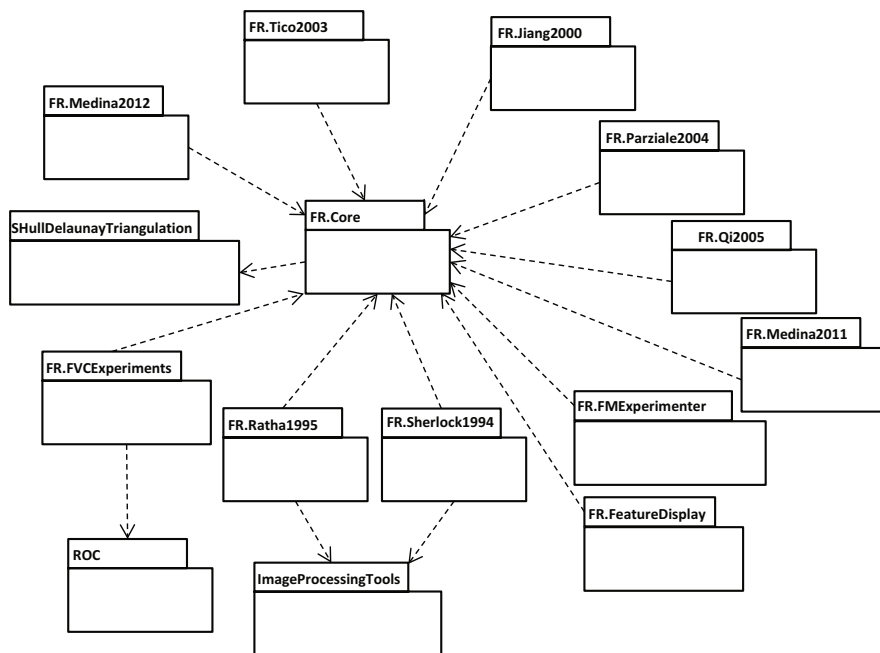 FR.Tico2003
FR.Jiang2000
FR.Medina2012
FR.Parziale2004
FR.Core
SHullDelaunayTriangulation
FR.Qi2005
FR.Medina2011
FR.FVCExperiments
FR.FMExperimenter
FR.Ratha1995
FR.Sherlock1994
FR.FeatureDisplay
ROC
ImageProcessingTools